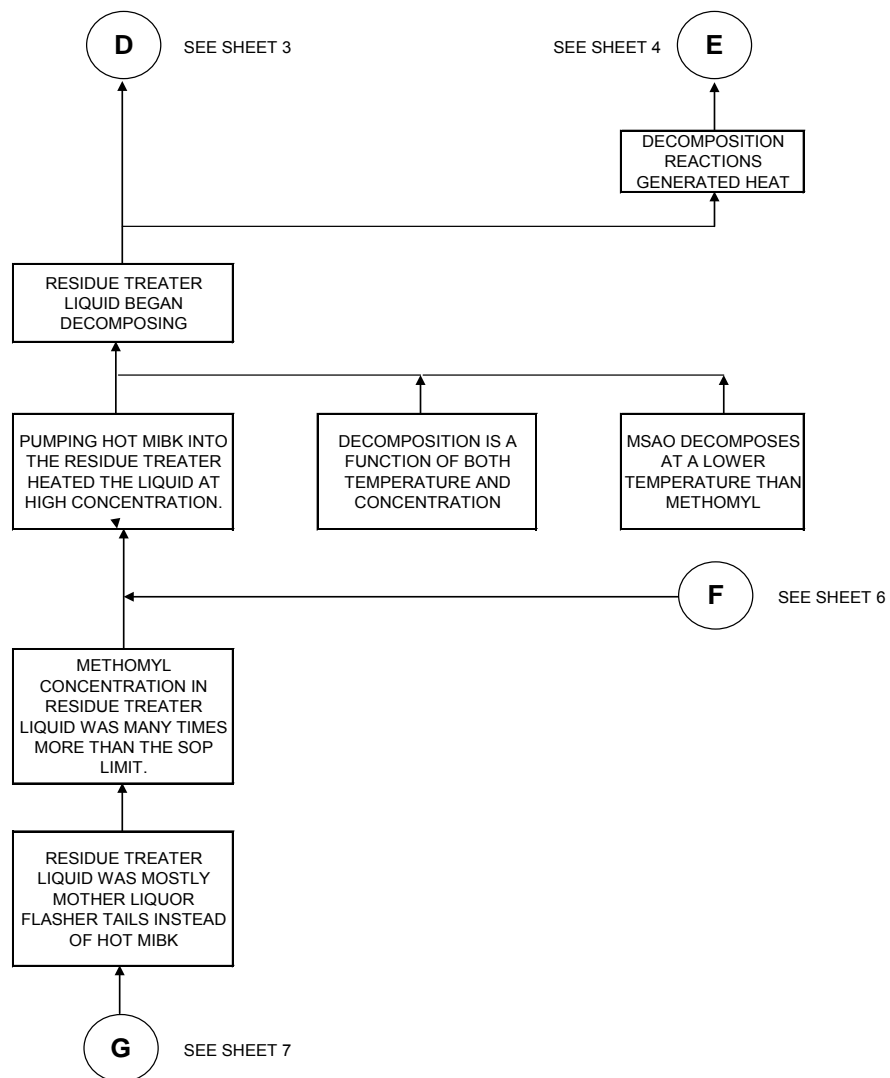 D
SEE SHEET 3
SEE SHEET 4
E
DECOMPOSITION
REACTIONS
GENERATED HEAT
RESIDUE TREATER
LIQUID BEGAN
DECOMPOSING
PUMPING HOT MIBK INTO
THE RESIDUE TREATER
HEATED THE LIQUID AT
HIGH CONCENTRATION.
DECOMPOSITION IS A
FUNCTION OF BOTH
TEMPERATURE AND
CONCENTRATION
MSAO DECOMPOSES
AT A LOWER
TEMPERATURE THAN
METHOMYL
F
SEE SHEET 6
METHOMYL
CONCENTRATION IN
RESIDUE TREATER
LIQUID WAS MANY TIMES
MORE THAN THE SOP
LIMIT.
RESIDUE TREATER
LIQUID WAS MOSTLY
MOTHER LIQUOR
FLASHER TAILS INSTEAD
OF HOT MIBK
G
SEE SHEET 7